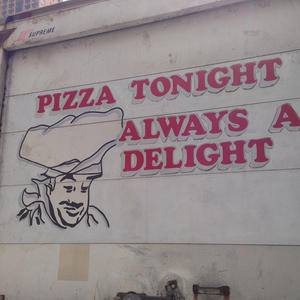 SUPREME
PIZZA TONIGHT
ALWAYS A
DELIGHT